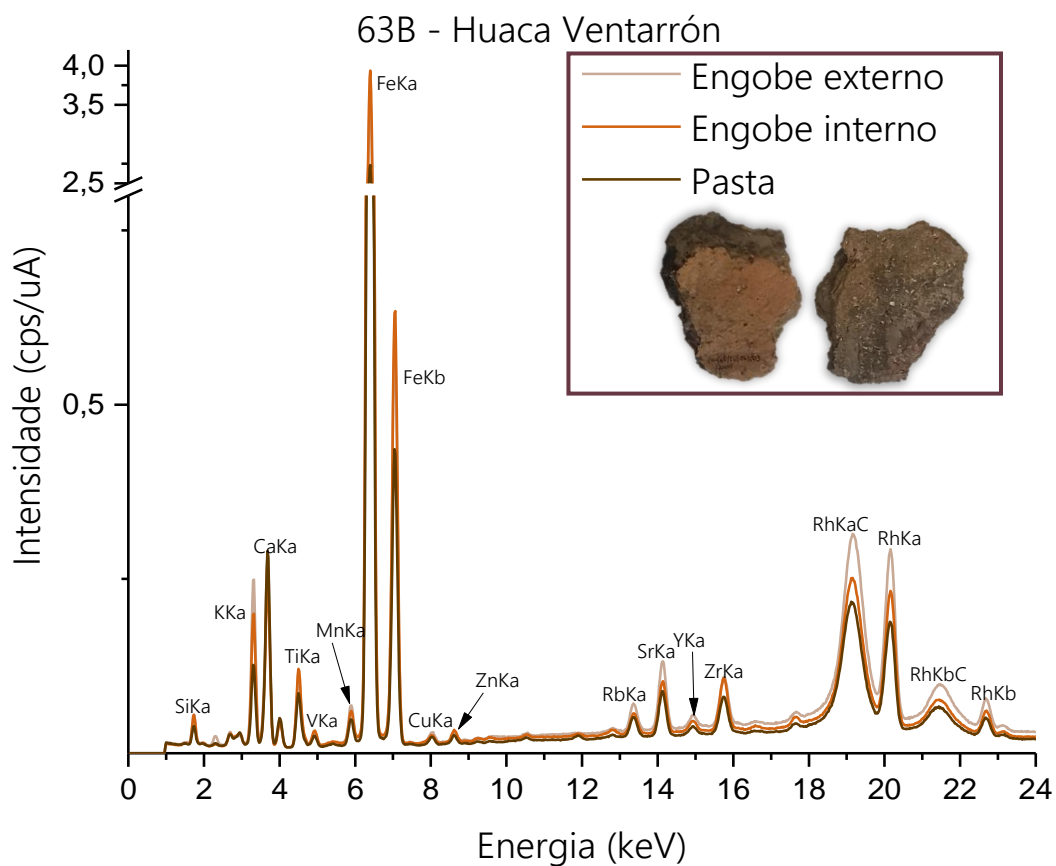 63B - Huaca Ventarrón
Engobe externo
Engobe interno
Pasta
4,0
3,5
2,5
0,5
Intensidade (cps/uA)
FeKa
FeKb
CaKa
KKa
TiKa
MnKa
SiKa
VKa
CuKa
ZnKa
RbKa
SrKa
YKa
ZrKa
RhKaC
RhKa
RhKbC
RhKb
0 2 4 6 8 10 12 14 16 18 20 22 24
Energia (keV)